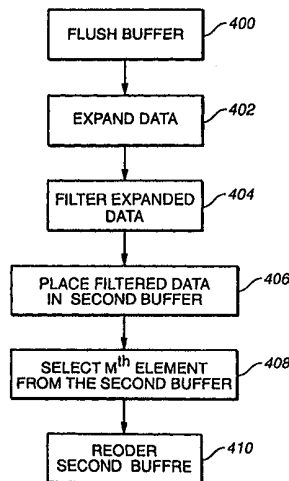 FLUSH BUFFER
400
EXPAND DATA
402
FILTER EXPANDED
DATA
404
PLACE FILTERED DATA
IN SECOND BUFFER
406
SELECT Mth ELEMENT
FROM THE SECOND BUFFER
408
REODER
SECOND BUFFRE
410